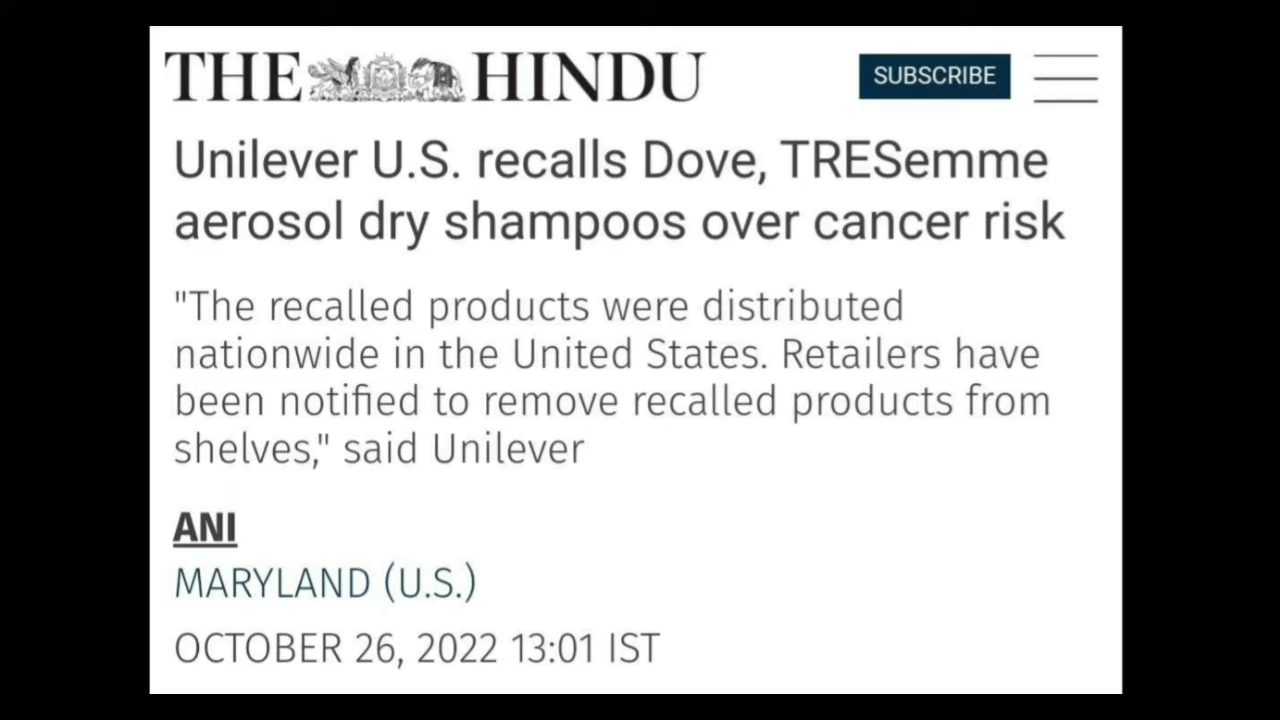 THE HINDU
SUBSCRIBE
Unilever U.S. recalls Dove, TRESemme
aerosol dry shampoos over cancer risk
"The recalled products were distributed
nationwide in the United States. Retailers have
been notified to remove recalled products from
shelves," said Unilever
ANI
MARYLAND (U.S.)
OCTOBER 26, 2022 13:01 IST